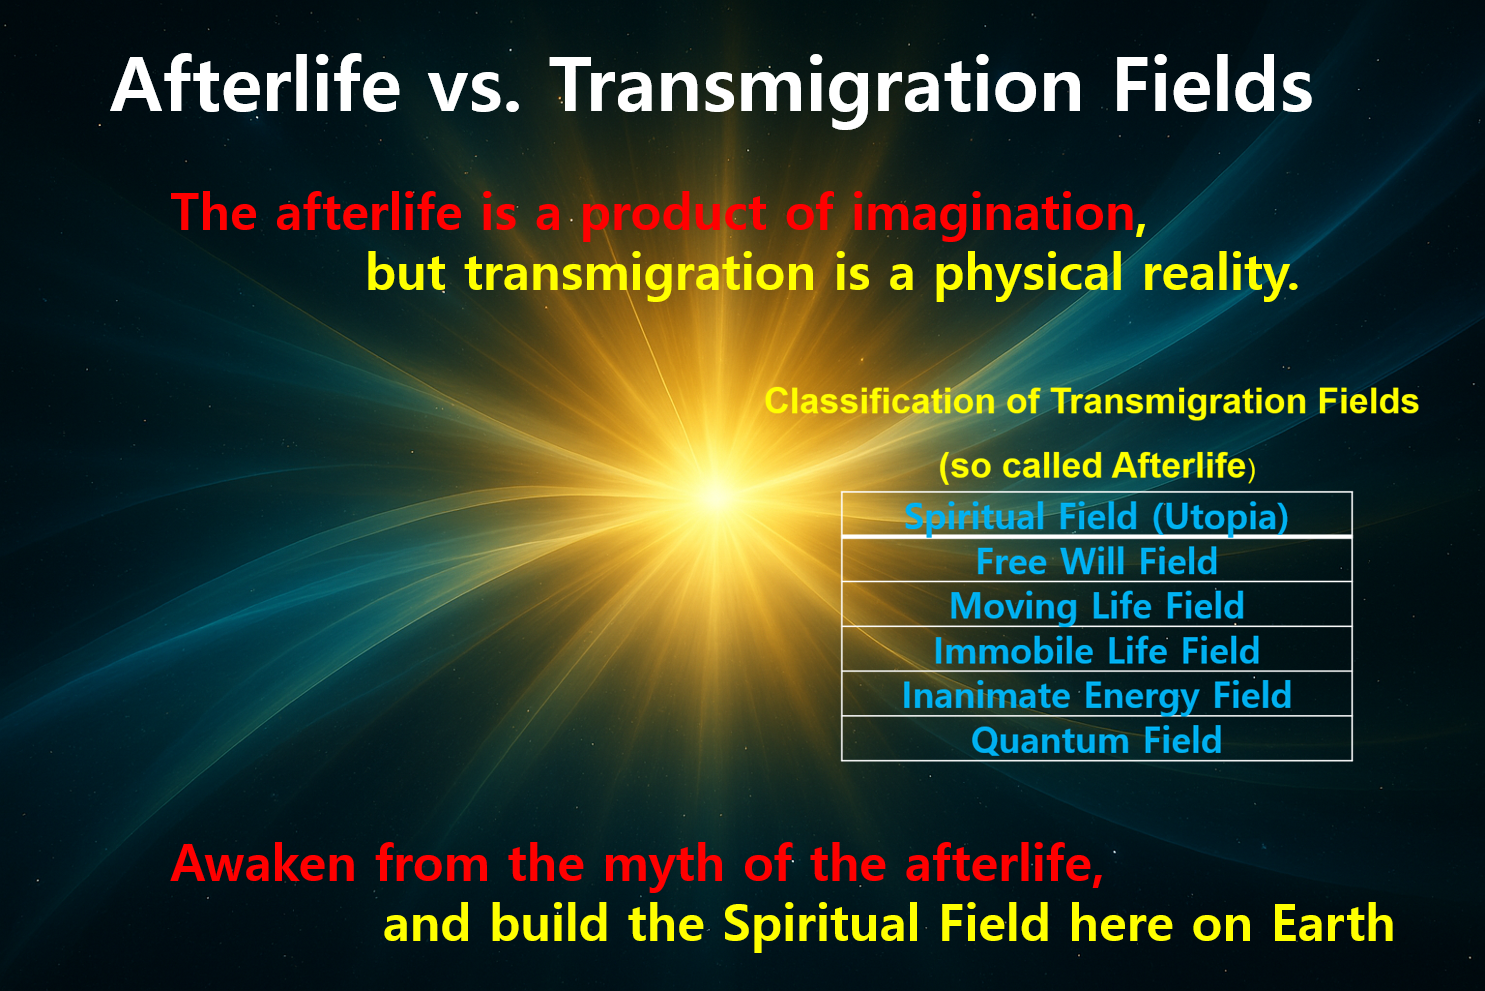 Afterlife vs. Transmigration Fields
The afterlife is a product of imagination,
but transmigration is a physical reality.
Classification of Transmigration Fields
(so called Afterlife)
Spiritual Field (Utopia)
Free Will Field
Moving Life Field
Immobile Life Field
Inanimate Energy Field
Quantum Field
Awaken from the myth of the afterlife,
and build the Spiritual Field here on Earth